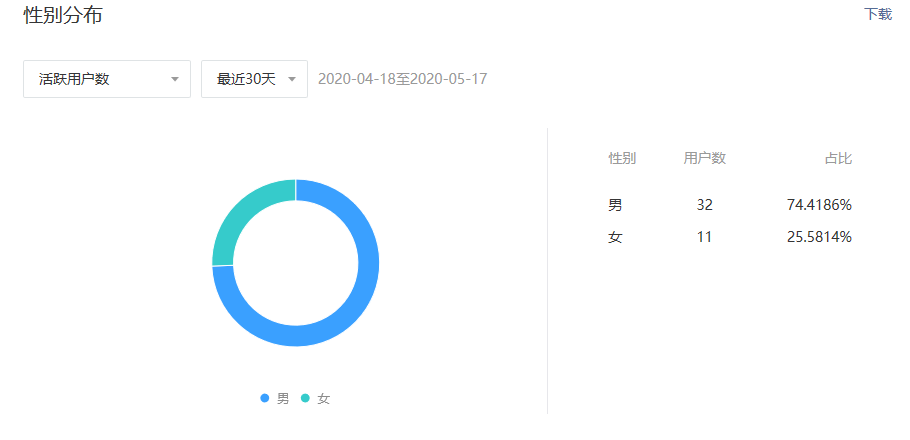 性别分布 下载
活跃用户数 最近30天 2020-04-18至2020-05-17
性别 用户数 占比
男 32 74.4186%
女 11 25.5814%
男 女